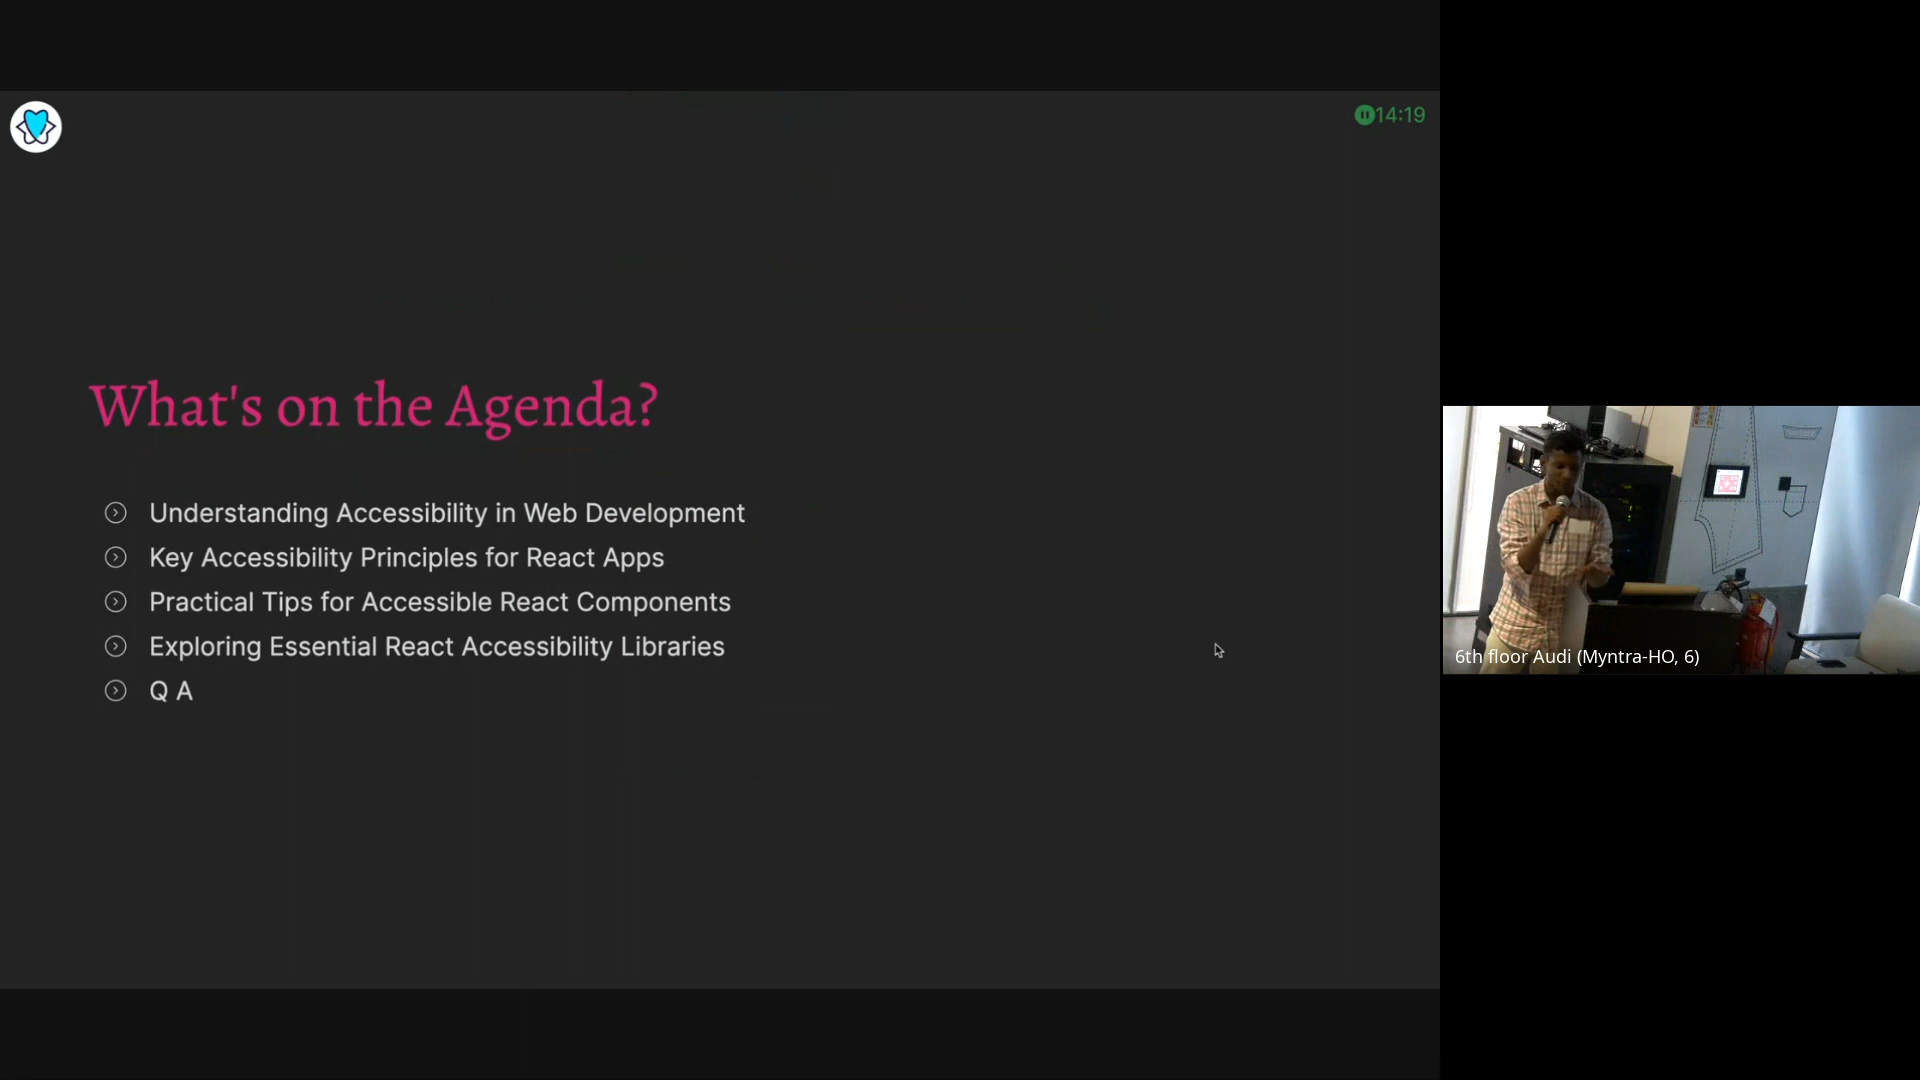 14:19
What's on the Agenda?
Understanding Accessibility in Web Development
Key Accessibility Principles for React Apps
Practical Tips for Accessible React Components
Exploring Essential React Accessibility Libraries
Q A
6th floor Audi (Myntra-HO, 6)